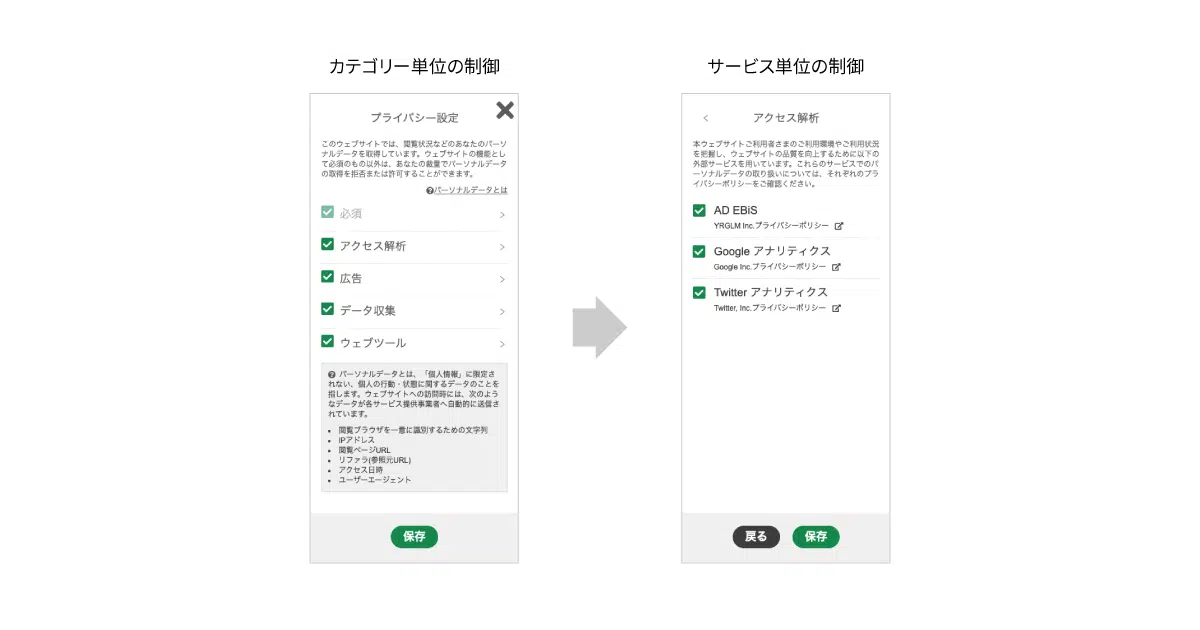 カテゴリー単位の制御
プライバシー設定
このウェブサイトでは、閲覧状況などのあなたのパーソ
ナルデータを取得しています。ウェブサイトの機能とし
て必須のもの以外は、あなたの裁量でパーソナルデータ
の取得を拒否または許可することができます。
パーソナルデータとは
必須
アクセス解析
広告
データ収集
ウェブツール
パーソナルデータとは、「個人情報」に限定さ
れない、個人の行動・状態に関するデータのことを
指します。ウェブサイトへの訪問時には、次のよう
なデータが各サービス提供事業者へ自動的に送信さ
れています。
• 閲覧ブラウザを一意に識別するための文字列
• IPアドレス
• 閲覧ページURL
• リファラ(参照元URL)
• アクセス日時
• ユーザーエージェント
保存
サービス単位の制御
アクセス解析
本ウェブサイトご利用者さまのご利用環境やご利用状況
を把握し、ウェブサイトの品質を向上するために以下の
外部サービスを用いています。これらのサービスでのパ
ーソナルデータの取り扱いについては、それぞれのプラ
イバシーポリシーをご確認ください。
AD EBiS
YRGLM Inc.プライバシーポリシー
Google アナリティクス
Google Inc.プライバシーポリシー
Twitter アナリティクス
Twitter, Inc.プライバシーポリシー
戻る
保存